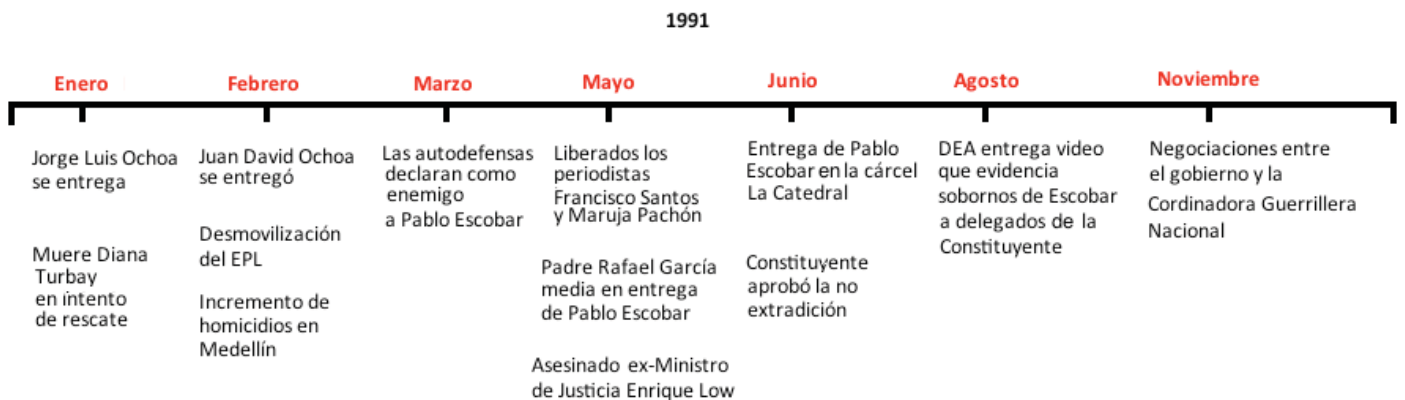 1991
Enero
Febrero
Marzo
Mayo
Junio
Agosto
Noviembre
Jorge Luis Ochoa
se entrega
Muere Diana
Turbay
en intento
de rescate
Juan David Ochoa
se entregó
Desmovilización
del EPL
Incremento de
homicidios en
Medellín
Las autodefensas
declaran como
enemigo
a Pablo Escobar
Liberados los
periodistas
Francisco Santos
y Maruja Pachón
Padre Rafael García
media en entrega
de Pablo Escobar
Asesinado ex-Ministro
de Justicia Enrique Low
Entrega de Pablo
Escobar en la cárcel
La Catedral
Constituyente
aprobó la no
extradición
DEA entrega video
que evidencia
sobornos de Escobar
a delegados de la
Constituyente
Negociaciones entre
el gobierno y la
Cordinadora Guerrillera
Nacional